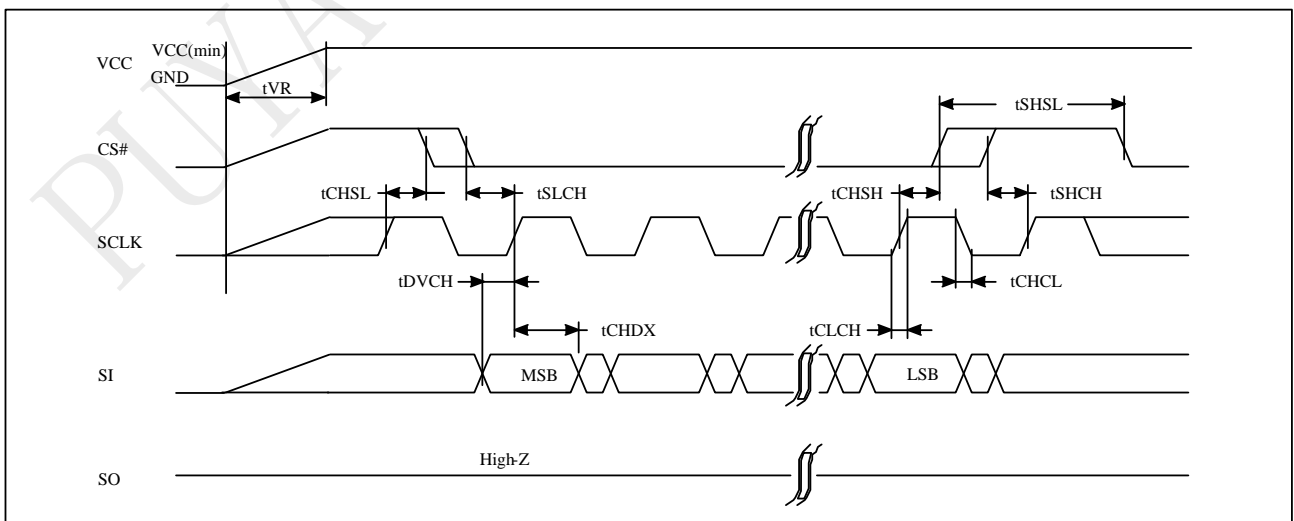 PUYA
VCC
VCC(min)
GND
tVR
tSHSL
CS#
tCHSL
tSLCH
tCHSH
tSHCH
SCLK
tDVCH
tCHCL
tCHDX
tCLCH
SI
MSB
LSB
High-Z
SO